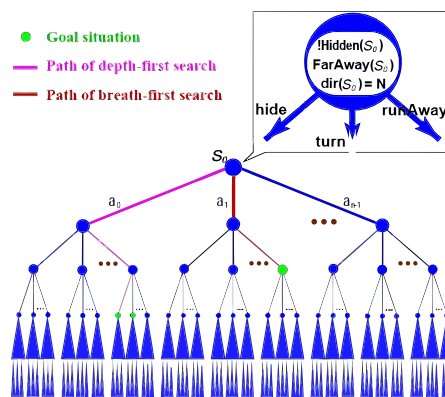 Goal situation
Path of depth-first search
Path of breath-first search
!Hidden(S₀)
FarAway(S₀)
dir(S₀) = N
hide
turn
runAway
S₀
a₀
a₁
aₙ₋₁